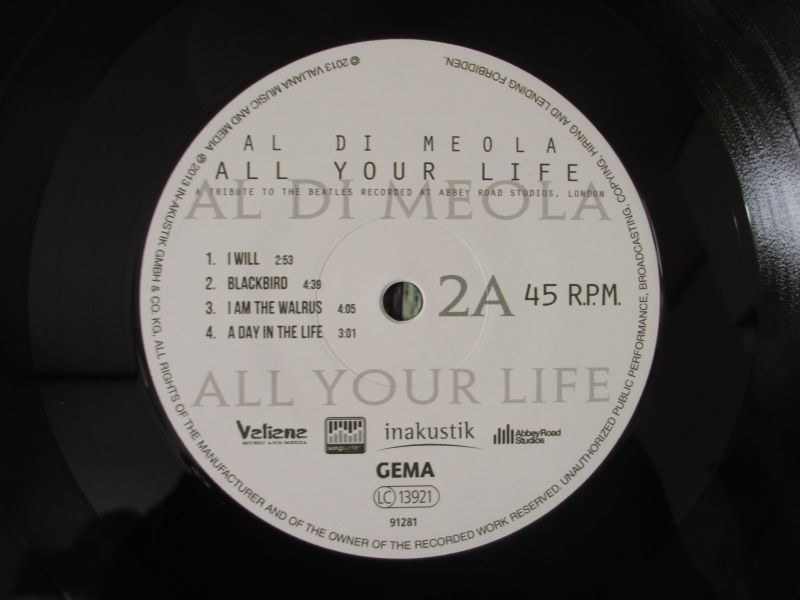 AL DI MEOLA
ALL YOUR LIFE
A TRIBUTE TO THE BEATLES RECORDED AT ABBEY ROAD STUDIOS, LONDON
AL DI MEOLA
1. I WILL 2:53
2. BLACKBIRD 4:39
3. I AM THE WALRUS 4:05
4. A DAY IN THE LIFE 3:01
2A 45 R.P.M.
ALL YOUR LIFE
Valiana
MUSIC AND MEDIA
inakustik
Abbey Road
Studios
GEMA
LC 13921
91281
© 2013 VALIANA MUSIC AND MEDIA ℗ 2013 IN-AKUSTIK GMBH & CO. KG, ALL RIGHTS OF THE MANUFACTURER AND OF THE OWNER OF THE RECORDED WORK RESERVED. UNAUTHORIZED PUBLIC PERFORMANCE, BROADCASTING, COPYING, HIRING AND LENDING FORBIDDEN.